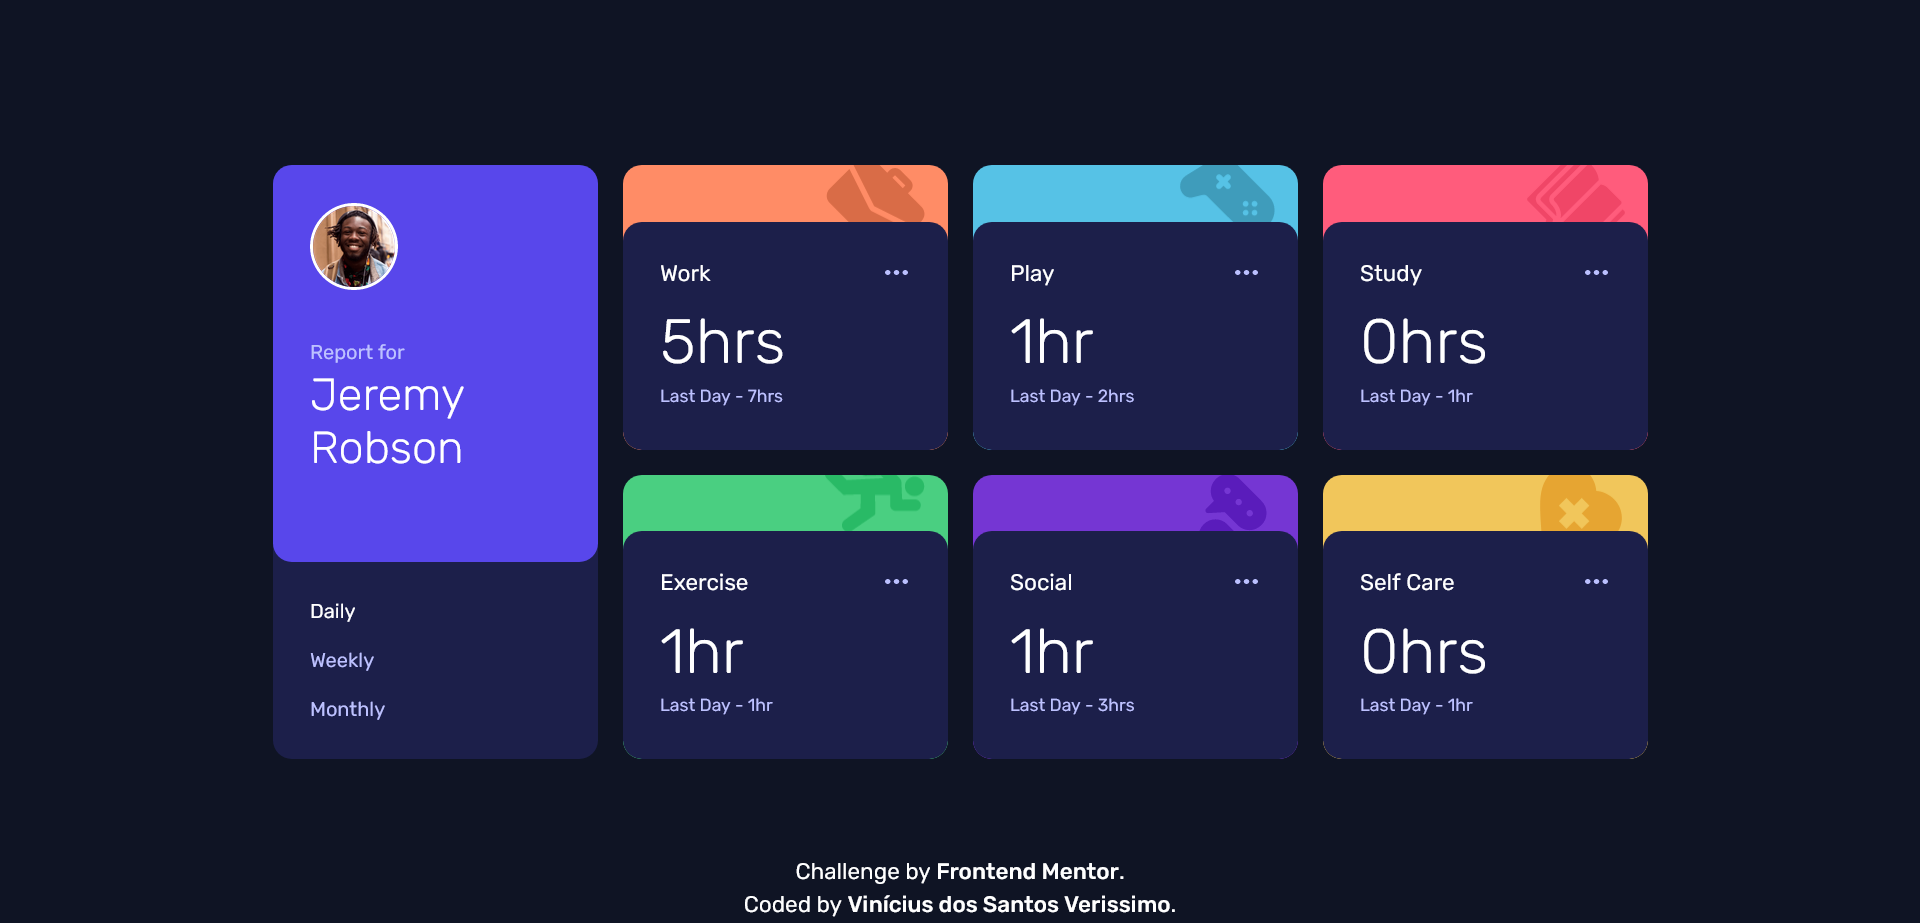 Report for
Jeremy
Robson
Daily
Weekly
Monthly
Work
5hrs
Last Day - 7hrs
Play
1hr
Last Day - 2hrs
Study
0hrs
Last Day - 1hr
Exercise
1hr
Last Day - 1hr
Social
1hr
Last Day - 3hrs
Self Care
0hrs
Last Day - 1hr
Challenge by Frontend Mentor.
Coded by Vinícius dos Santos Verissimo.